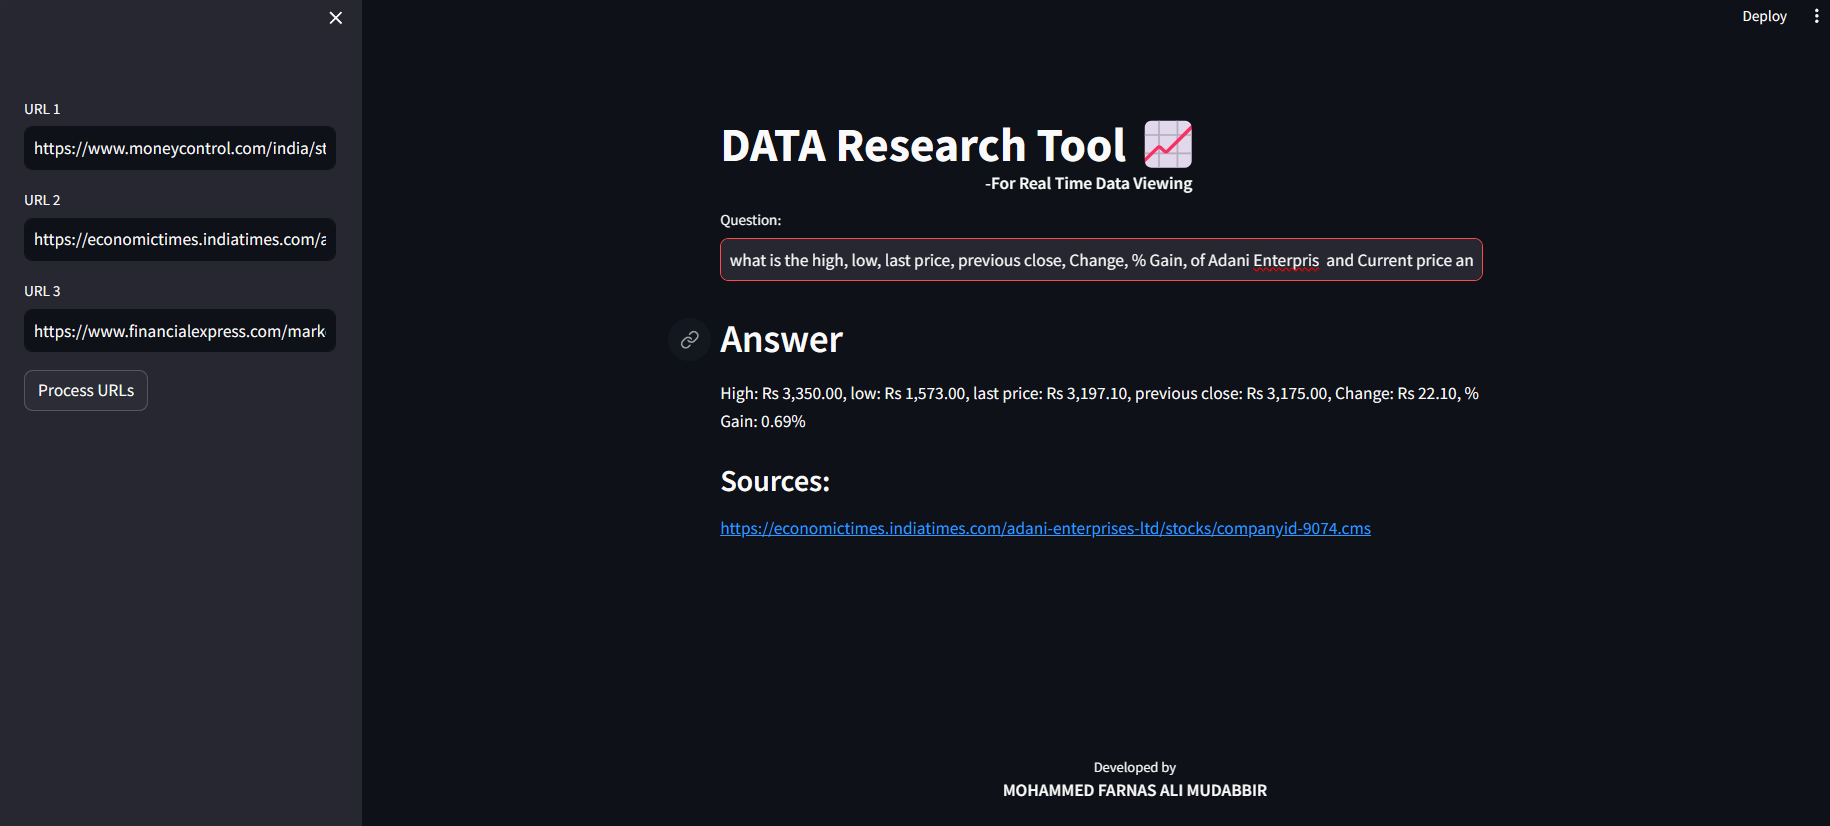 URL 1
https://www.moneycontrol.com/india/st
URL 2
https://economictimes.indiatimes.com/a
URL 3
https://www.financialexpress.com/mark
Process URLs
Deploy
DATA Research Tool
-For Real Time Data Viewing
Question:
what is the high, low, last price, previous close, Change, % Gain, of Adani Enterpris  and Current price an
Answer
High: Rs 3,350.00, low: Rs 1,573.00, last price: Rs 3,197.10, previous close: Rs 3,175.00, Change: Rs 22.10, %
Gain: 0.69%
Sources:
https://economictimes.indiatimes.com/adani-enterprises-ltd/stocks/companyid-9074.cms
Developed by
MOHAMMED FARNAS ALI MUDABBIR